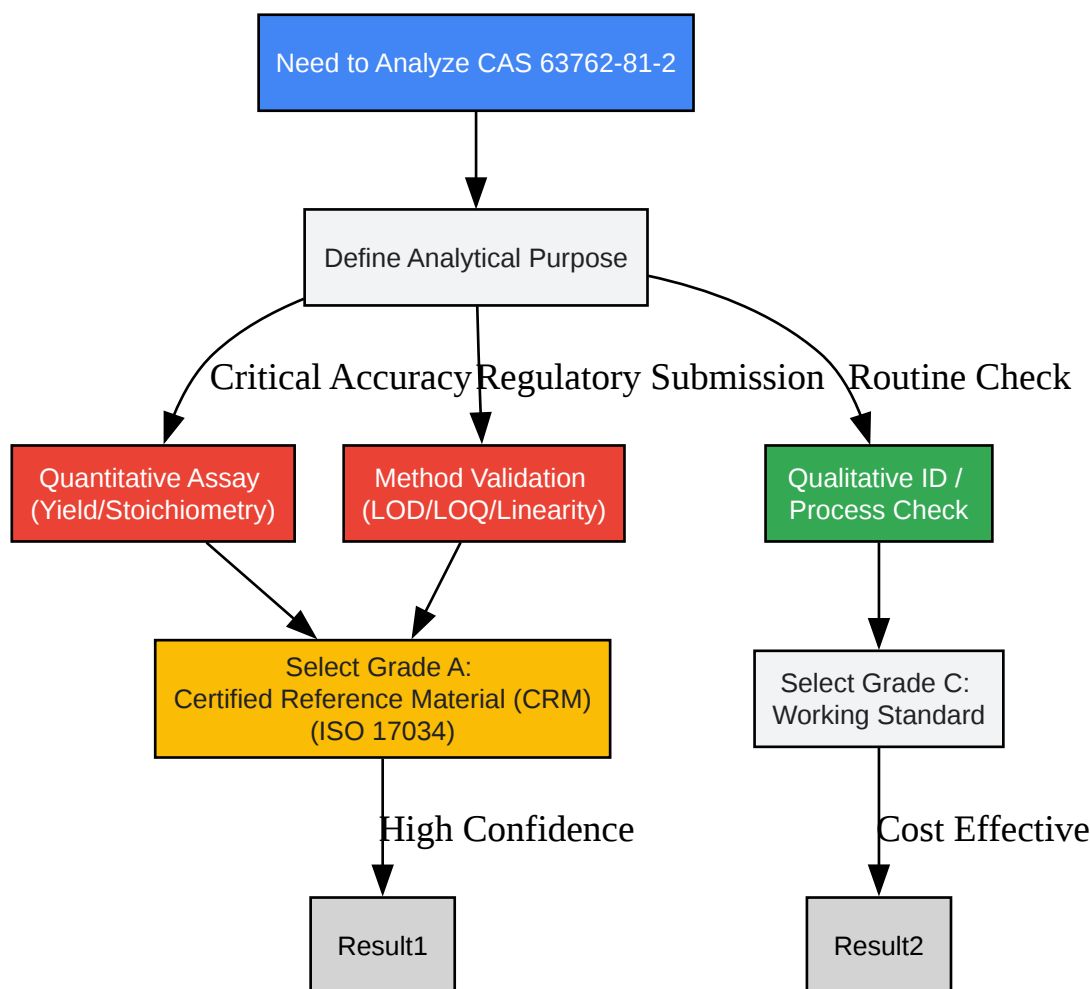 Need to Analyze CAS 63762-81-2
Define Analytical Purpose
Critical Accuracy
Regulatory Submission
Routine Check
Quantitative Assay
(Yield/Stoichiometry)
Method Validation
(LOD/LOQ/Linearity)
Qualitative ID /
Process Check
Select Grade A:
Certified Reference Material (CRM)
(ISO 17034)
Select Grade C:
Working Standard
High Confidence
Cost Effective
Result1
Result2